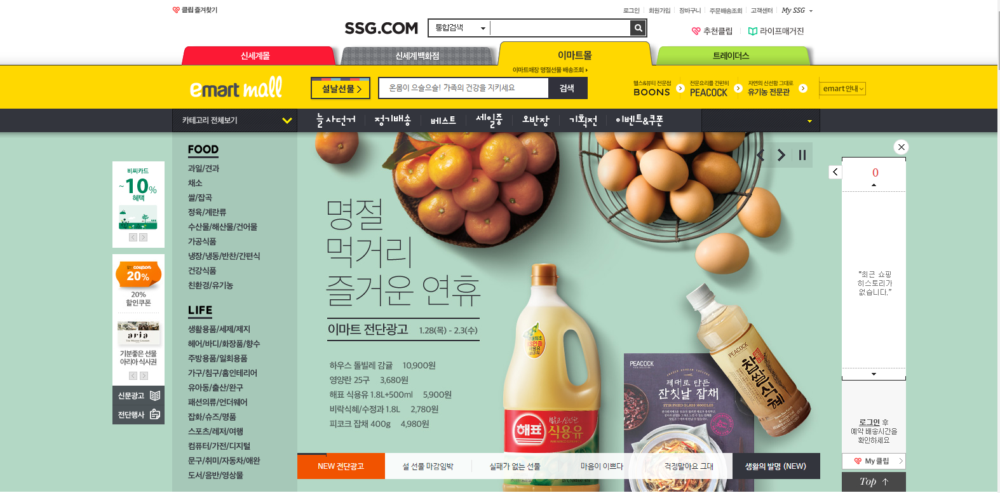 클립 즐겨찾기
로그인 회원가입 장바구니 주문배송조회 고객센터 My SSG
SSG.COM
통합검색
추천클립 라이프매거진
신세계몰
신세계백화점
이마트몰
트레이더스
이마트매장 명절선물 배송조회
emart mall
설날선물
온몸이 으슬으슬! 가족의 건강을 지키세요
검색
헬스&뷰티 전문점
BOONS
전문요리를 간편히
PEACOCK
자연의 신선함 그대로
유기농 전문관
emart 안내
카테고리 전체보기
늘 사던거 정기배송 베스트 세일중 오반장 기획전 이벤트&쿠폰
FOOD
과일/견과
채소
쌀/잡곡
정육/계란류
수산물/해산물/건어물
가공식품
냉장/냉동/반찬/간편식
건강식품
친환경/유기농
LIFE
생활용품/세제/제지
헤어/바디/화장품/향수
주방용품/일회용품
가구/침구/홈인테리어
유아동/출산/완구
패션의류/언더웨어
잡화/슈즈/명품
스포츠/레저/여행
컴퓨터/가전/디지털
문구/취미/자동차/애완
도서/음반/영상물
비씨카드
~10%
혜택
할인 coupon
20%
20%
할인쿠폰
aria
기분좋은 선물
아리아 식사권
신문광고
전단행사
명절
먹거리
즐거운 연휴
이마트 전단광고 1.28(목) - 2.3(수)
하우스 돌빌레 감귤 10,900원
영양란 25구 3,680원
해표 식용유 1.8L+500ml 5,900원
비락식혜/수정과 1.8L 2,780원
피코크 잡채 400g 4,980원
해표
맑고 신선한
식용유
PEACOCK
제대로 만든
잔칫날 잡채
STIR FRIED GLASS NOODLES
PEACOCK
찹쌀식혜
NEW 전단광고
설 선물 마감임박
실패가 없는 선물
마음이 이쁘다
걱정말아요 그대
생활의 발명 (NEW)
0
“최근 쇼핑
히스토리가
없습니다.”
로그인 후
예약 배송시간을
확인하세요
My 클립
Top